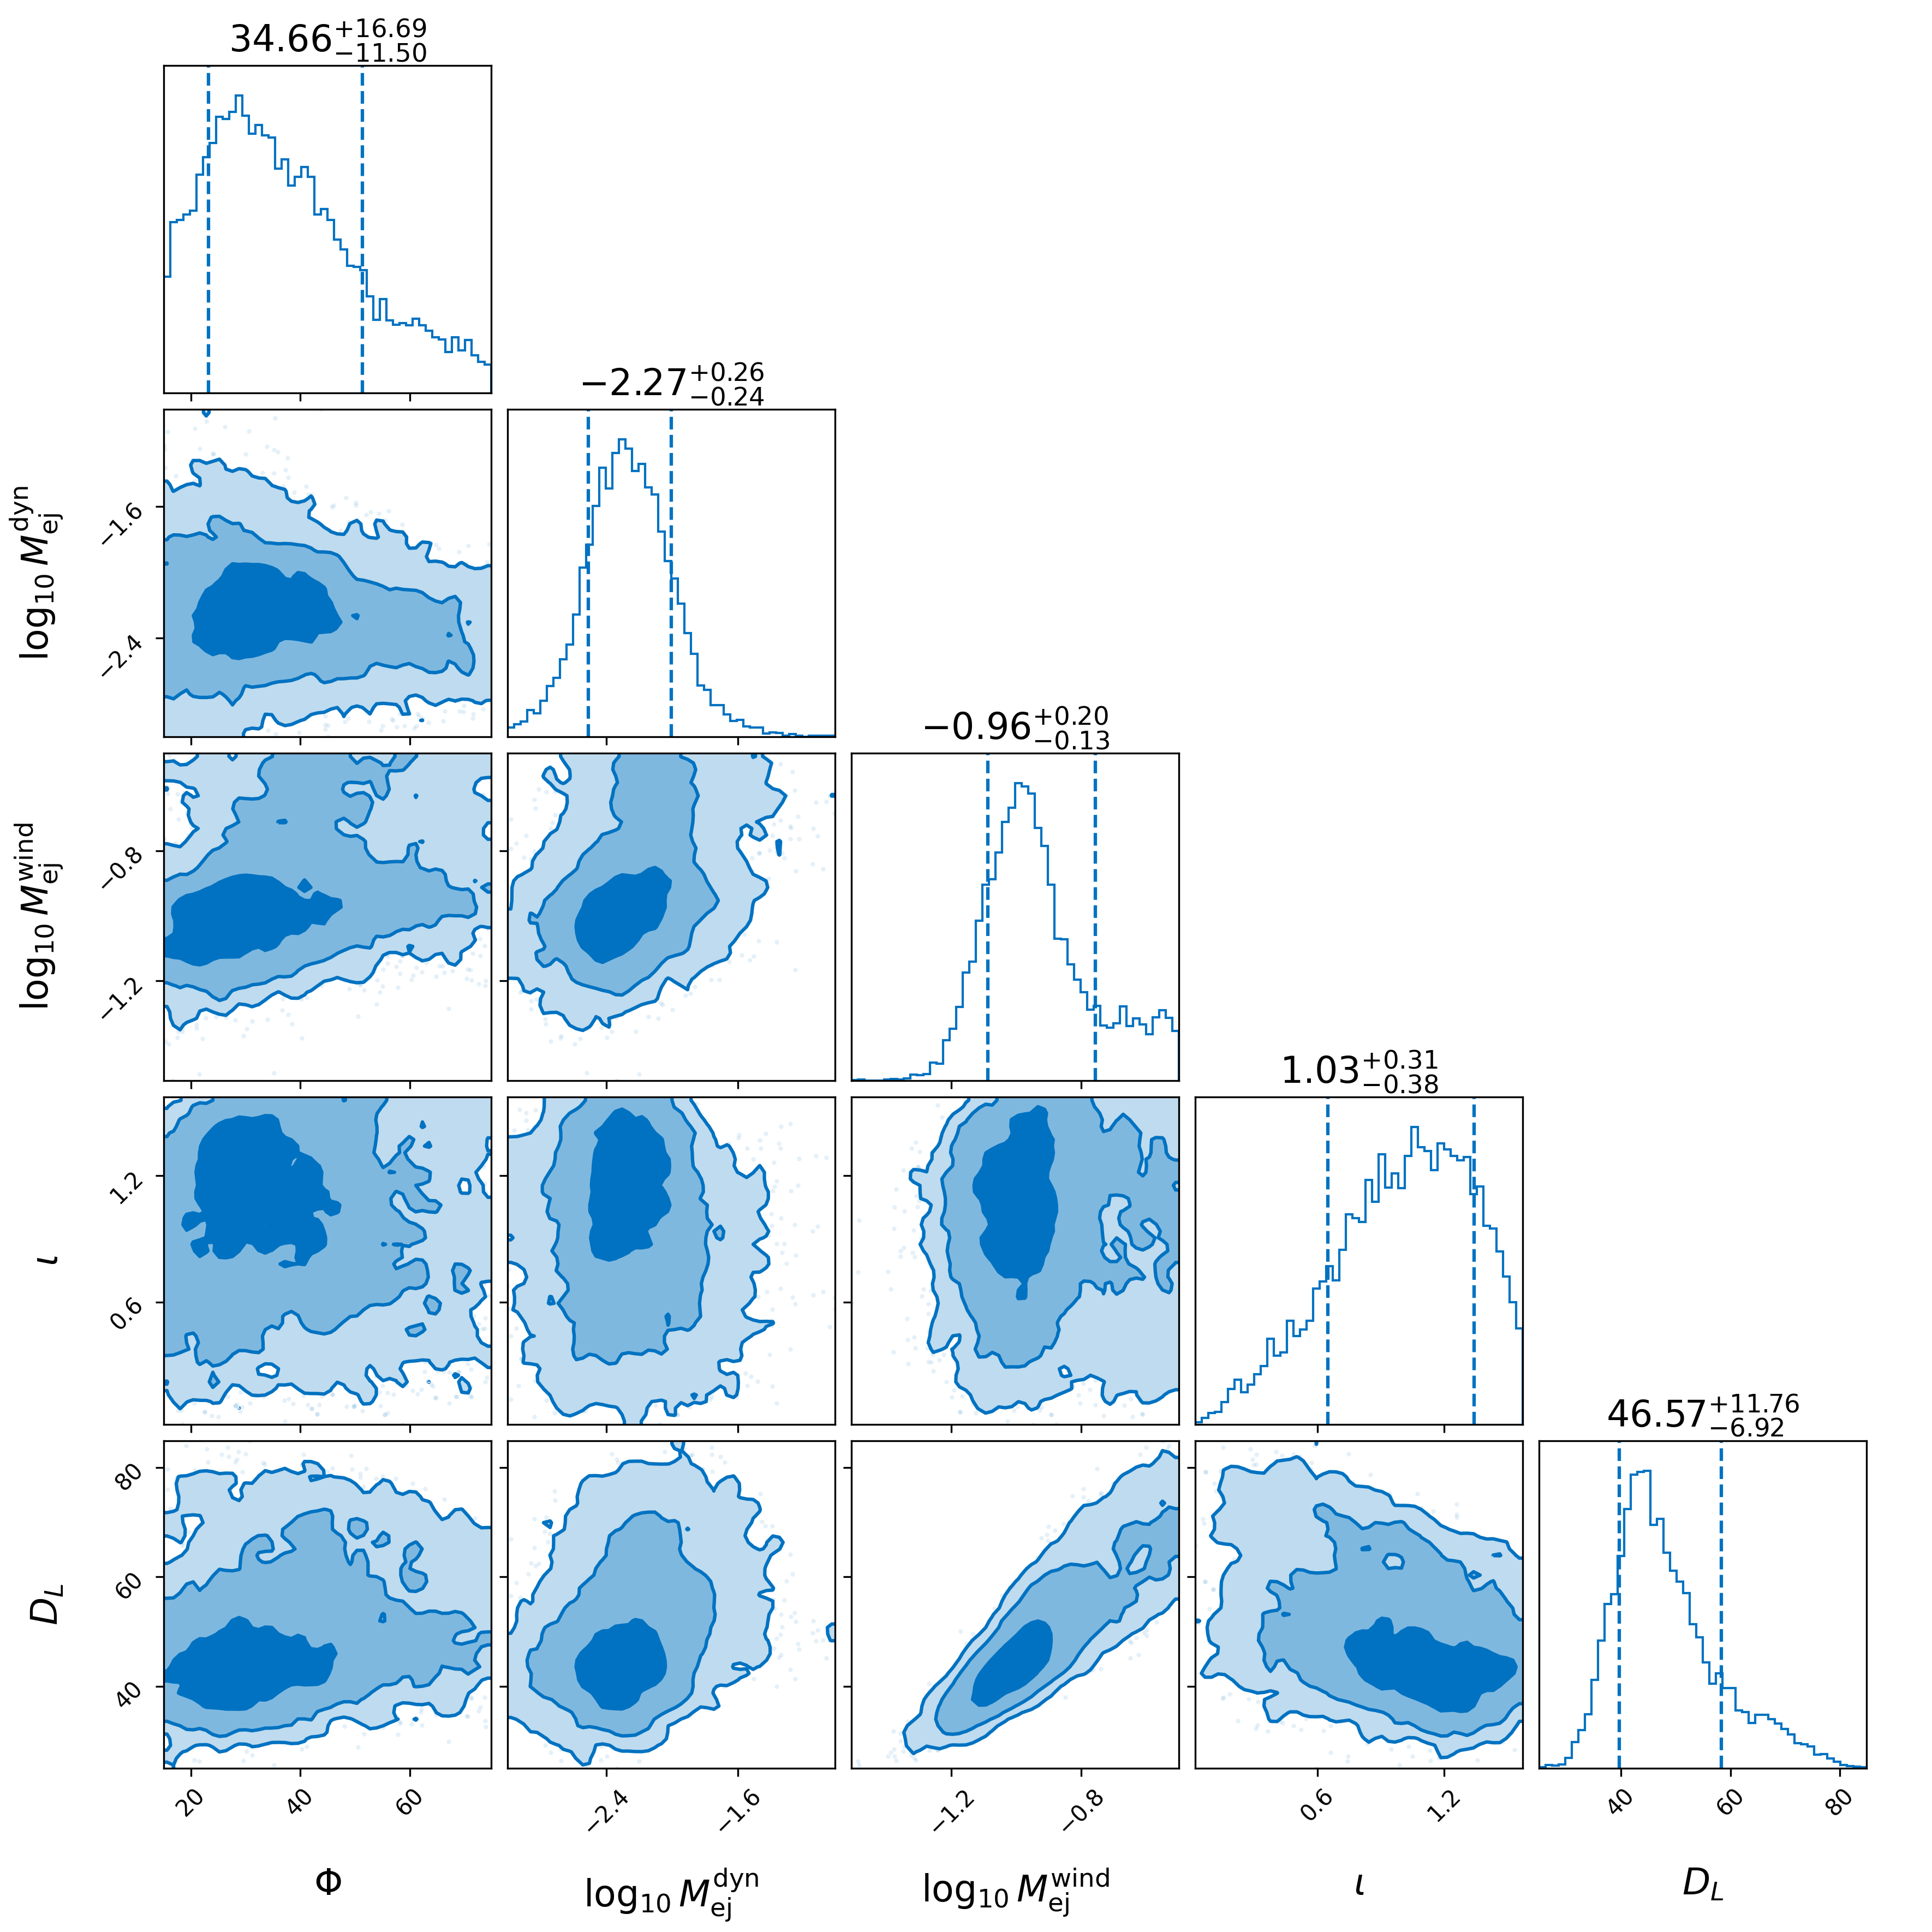 34.66+16.69−11.50
−2.27+0.26−0.24
−1.6
−2.4
log10 Mejdyn
−0.96+0.20−0.13
−0.8
−1.2
log10 Mejwind
1.03+0.31−0.38
1.2
0.6
ι
46.57+11.76−6.92
80
60
40
DL
20 40 60 −2.4 −1.6 −1.2 −0.8 0.6 1.2 40 60 80
Φ log10 Mejdyn log10 Mejwind ι DL